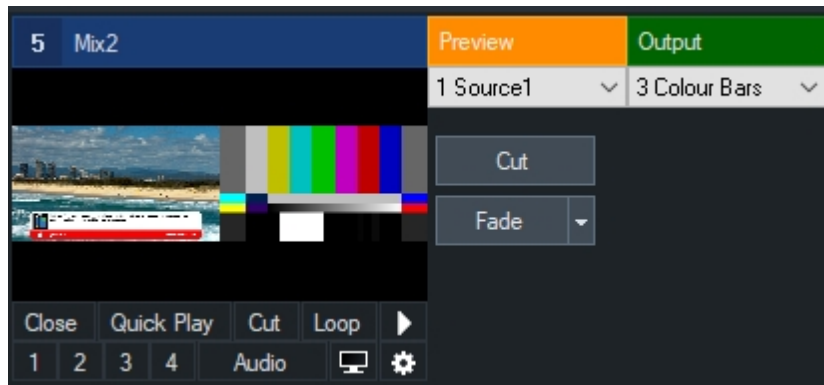 5 Mix2 Preview Output
1 Source1 3 Colour Bars
Cut
Fade
Close Quick Play Cut Loop
1 2 3 4 Audio